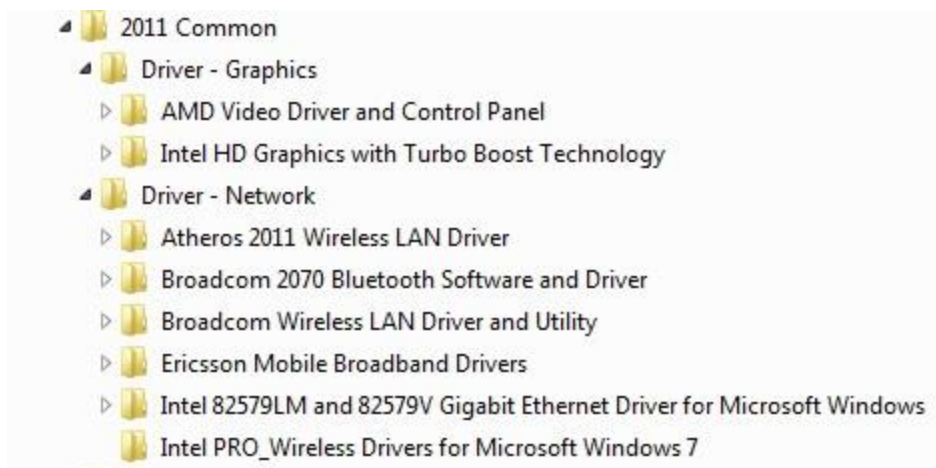 2011 Common
Driver - Graphics
AMD Video Driver and Control Panel
Intel HD Graphics with Turbo Boost Technology
Driver - Network
Atheros 2011 Wireless LAN Driver
Broadcom 2070 Bluetooth Software and Driver
Broadcom Wireless LAN Driver and Utility
Ericsson Mobile Broadband Drivers
Intel 82579LM and 82579V Gigabit Ethernet Driver for Microsoft Windows
Intel PRO_Wireless Drivers for Microsoft Windows 7